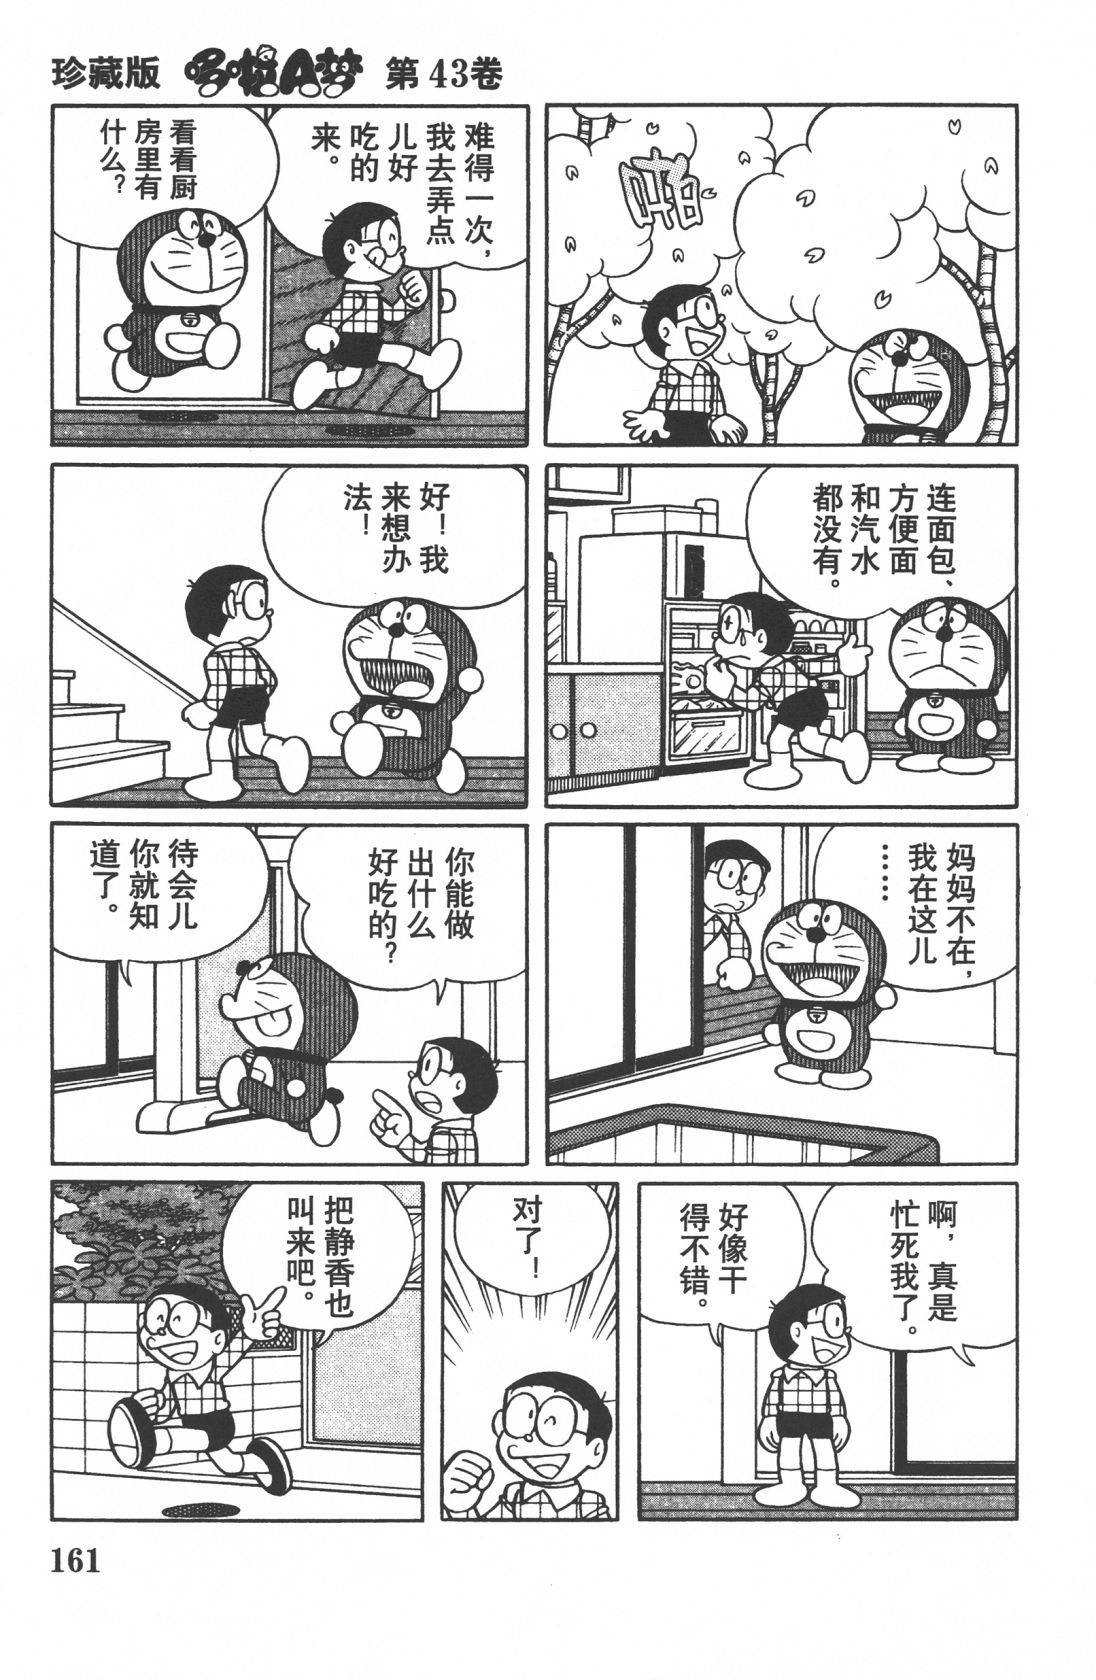 珍藏版 哆啦A梦 第43卷
啪
难得一次，
我去弄点
儿好
吃的
来。
看看厨
房里有
什么？
连面包、
方便面
和汽水
都没有。
好！我
来想办
法！
妈妈不在，
我在这儿
……
你能做
出什么
好吃的？
待会儿
你就知
道了。
啊，真是
忙死我了。
好像干
得不错。
对
了！
把静香也
叫来吧。
161